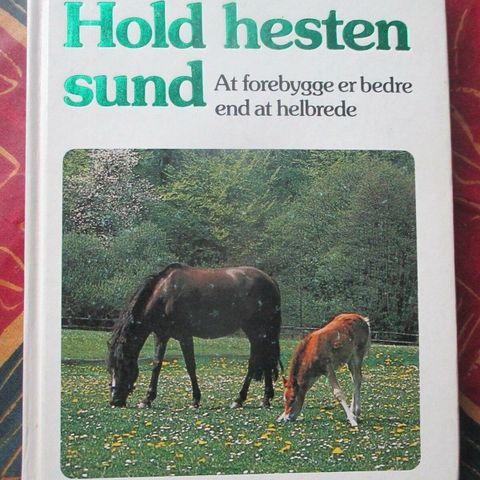 Hold hesten
sund At forebygge er bedre
end at helbrede